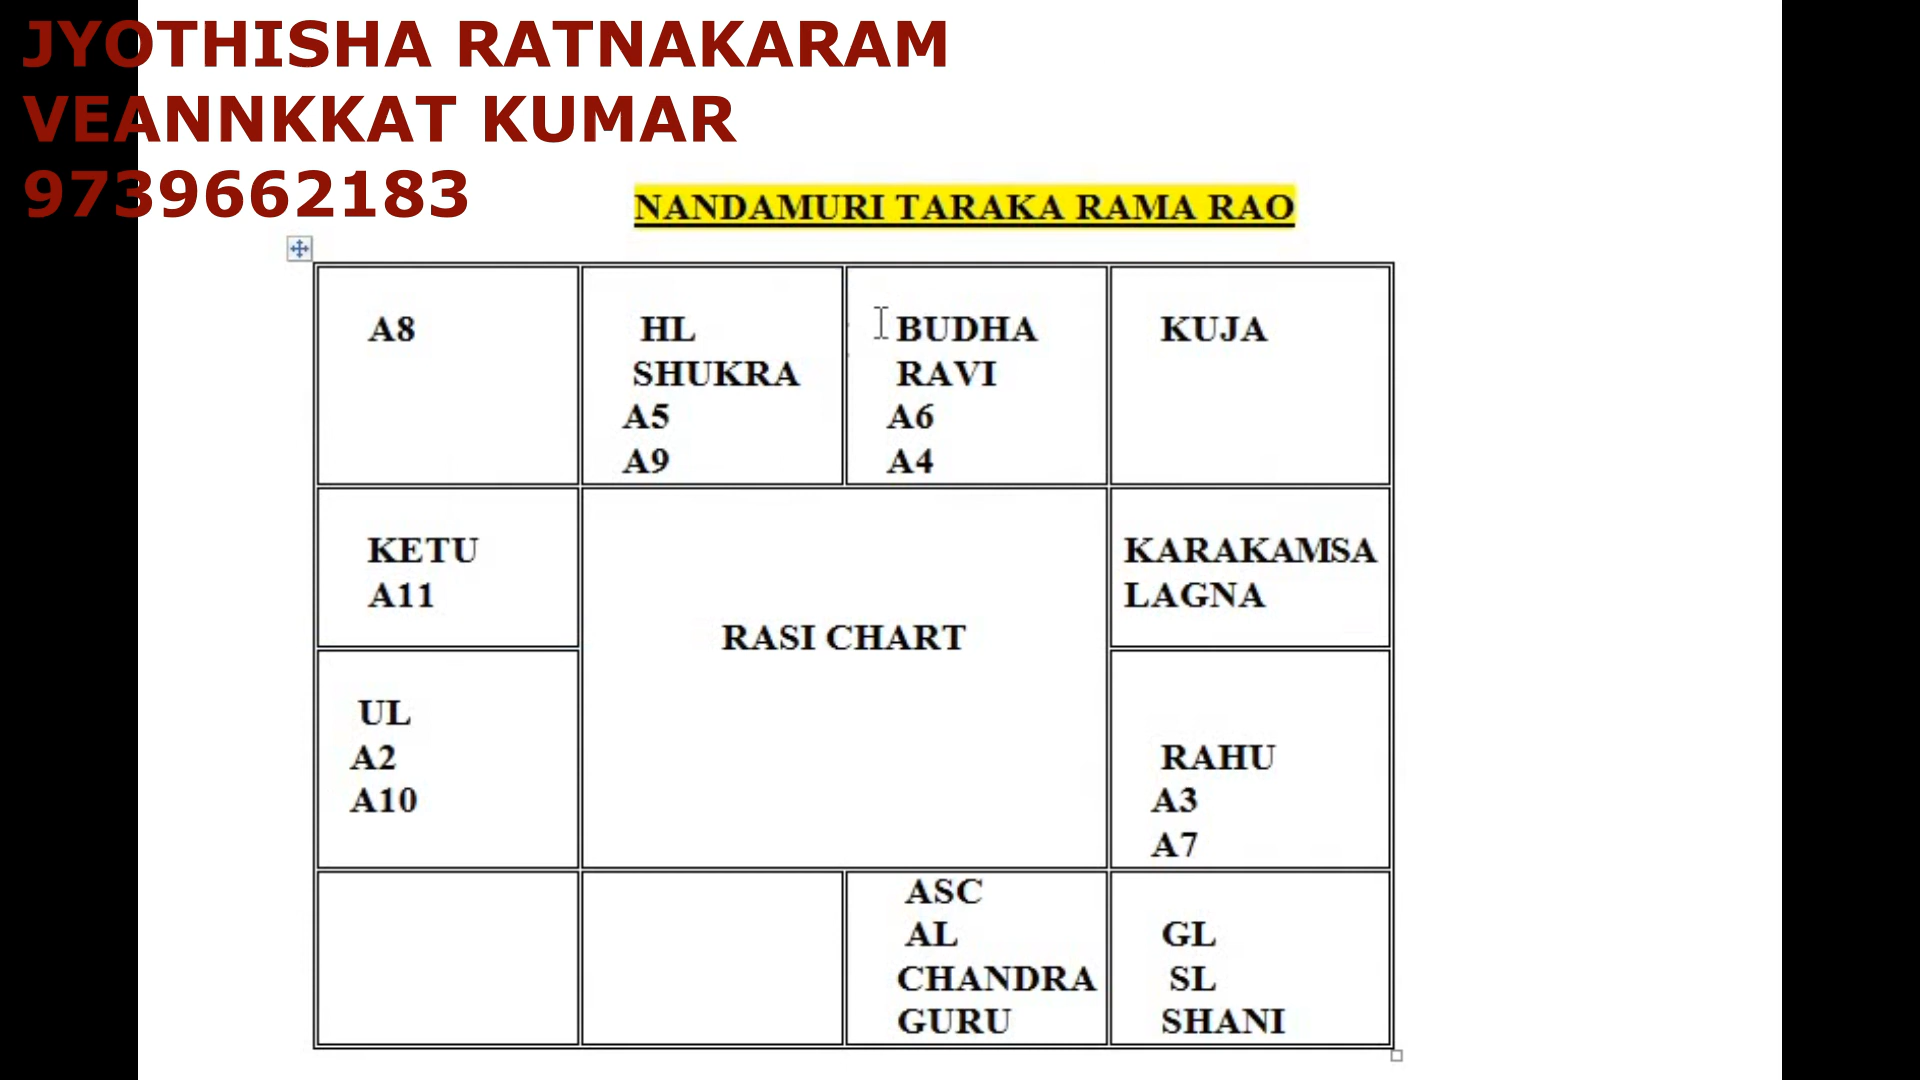 JYOTHISHA RATNAKARAM
VEANNKKAT KUMAR
9739662183
NANDAMURI TARAKA RAMA RAO
A8
HL
SHUKRA
A5
A9
BUDHA
RAVI
A6
A4
KUJA
KETU
A11
RASI CHART
KARAKAMSA
LAGNA
UL
A2
A10
RAHU
A3
A7
ASC
AL
CHANDRA
GURU
GL
SL
SHANI